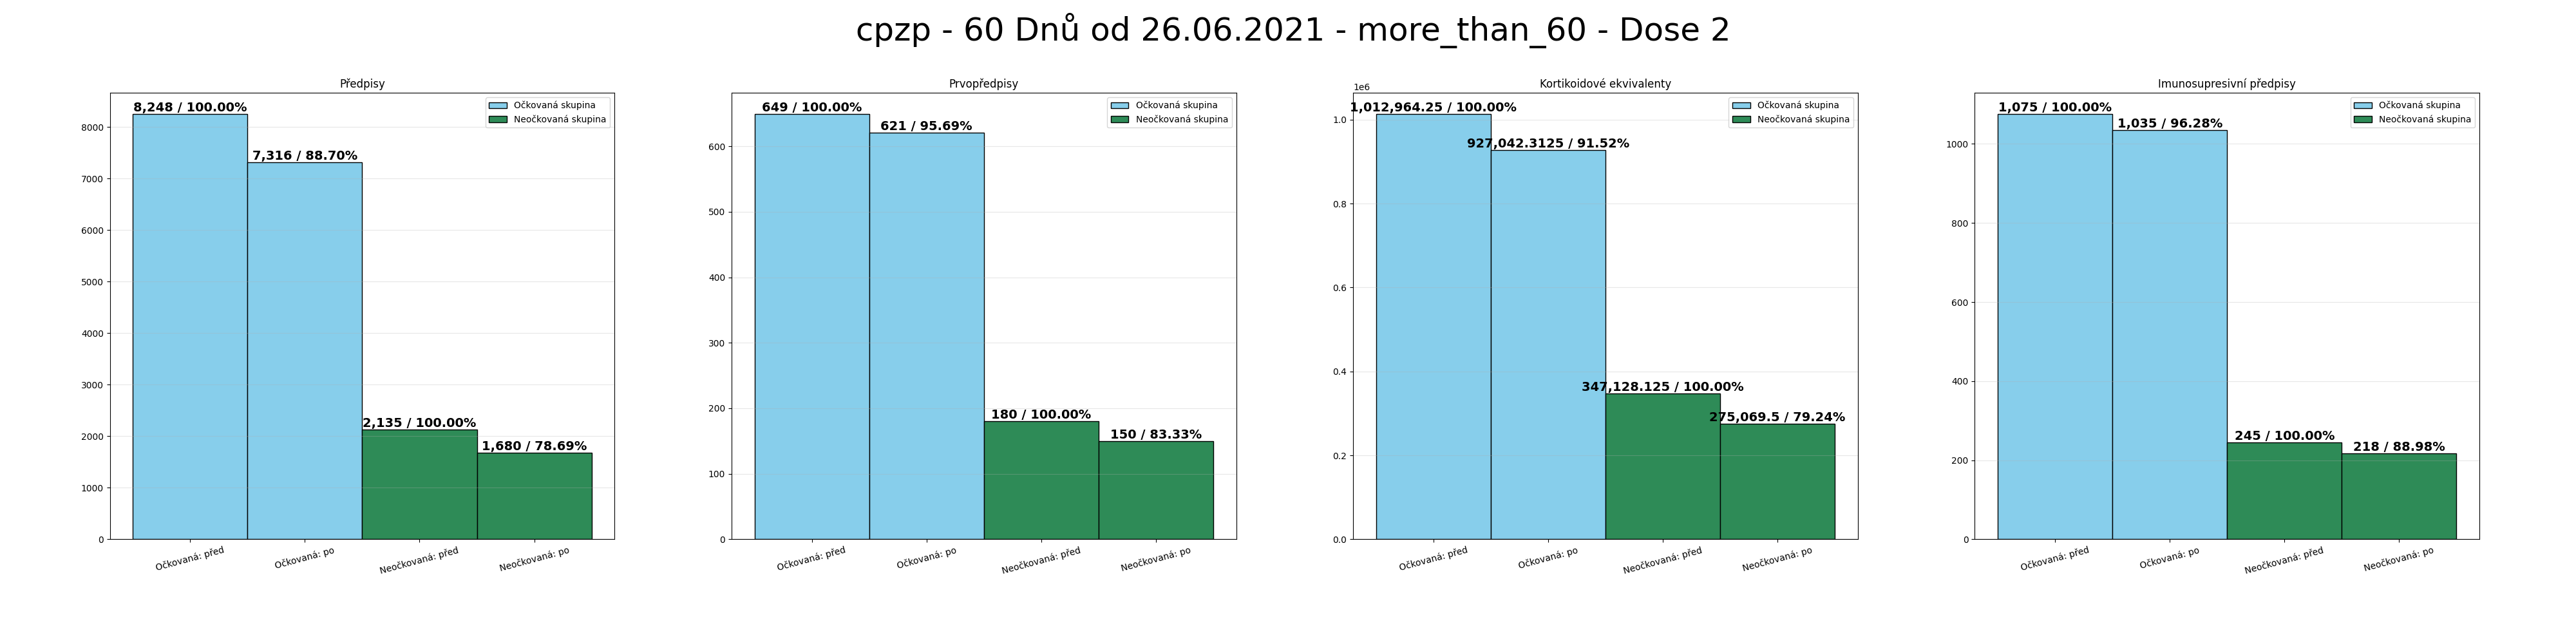 cpzp - 60 Dnů od 26.06.2021 - more_than_60 - Dose 2
Předpisy
8,248 / 100.00%
7,316 / 88.70%
2,135 / 100.00%
1,680 / 78.69%
Očkovaná skupina
Neočkovaná skupina
8000
7000
6000
5000
4000
3000
2000
1000
0
Očkovaná: před
Očkovaná: po
Neočkovaná: před
Neočkovaná: po
Prvopředpisy
649 / 100.00%
621 / 95.69%
180 / 100.00%
150 / 83.33%
Očkovaná skupina
Neočkovaná skupina
600
500
400
300
200
100
0
Očkovaná: před
Očkovaná: po
Neočkovaná: před
Neočkovaná: po
Kortikoidové ekvivalenty
1e6
1,012,964.25 / 100.00%
927,042.3125 / 91.52%
347,128.125 / 100.00%
275,069.5 / 79.24%
Očkovaná skupina
Neočkovaná skupina
1.0
0.8
0.6
0.4
0.2
0.0
Očkovaná: před
Očkovaná: po
Neočkovaná: před
Neočkovaná: po
Imunosupresivní předpisy
1,075 / 100.00%
1,035 / 96.28%
245 / 100.00%
218 / 88.98%
Očkovaná skupina
Neočkovaná skupina
1000
800
600
400
200
0
Očkovaná: před
Očkovaná: po
Neočkovaná: před
Neočkovaná: po